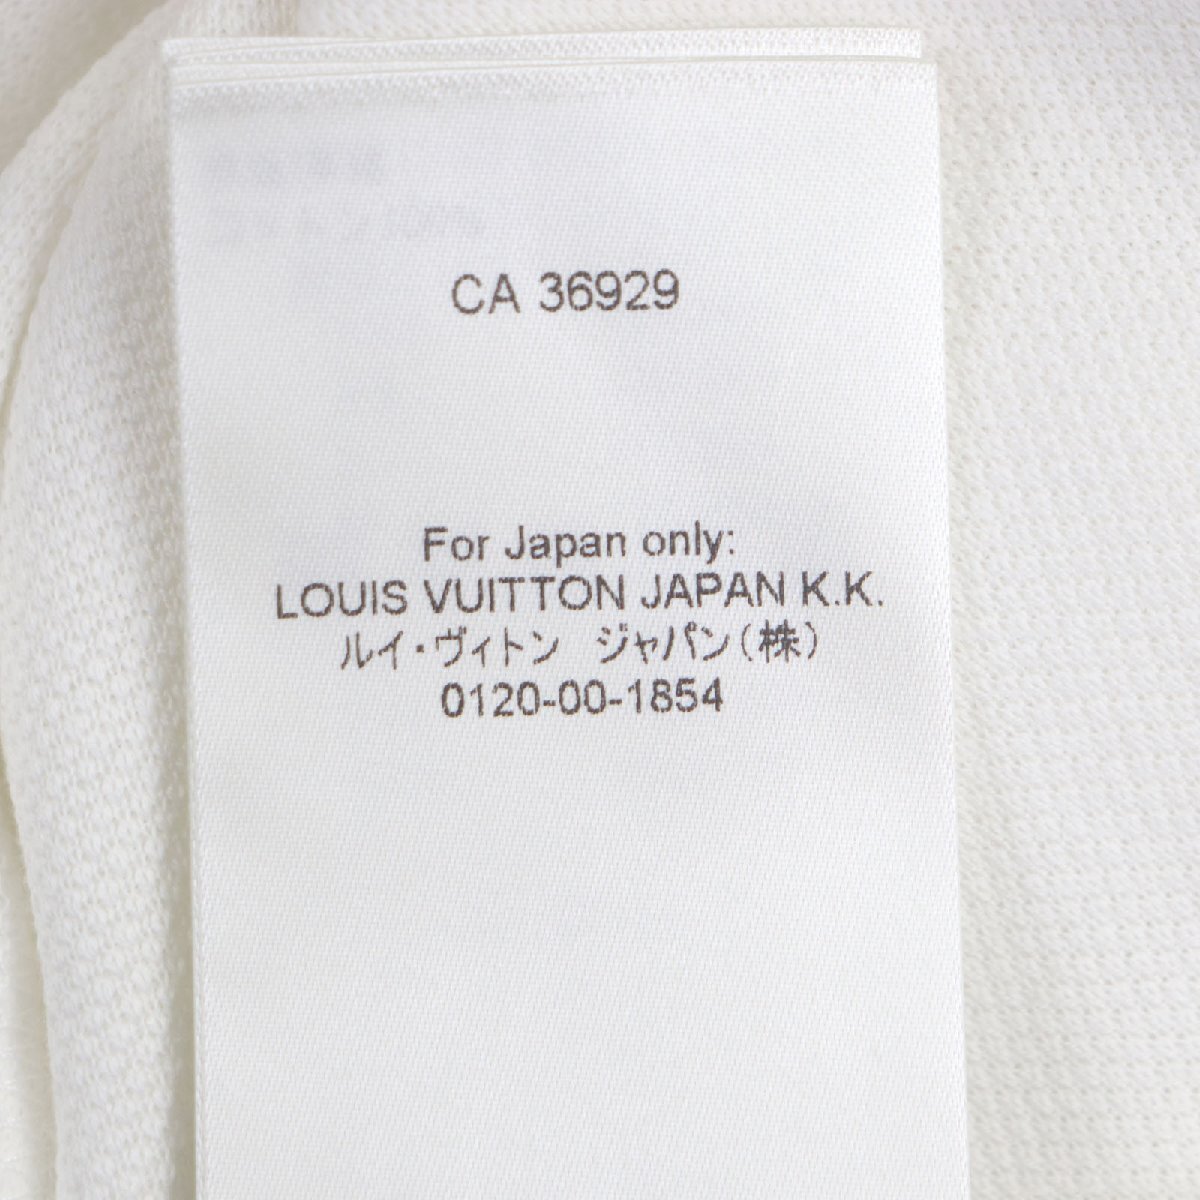 CA 36929
For Japan only:
LOUIS VUITTON JAPAN K.K.
ルイ・ヴィトン　ジャパン(株)
0120-00-1854